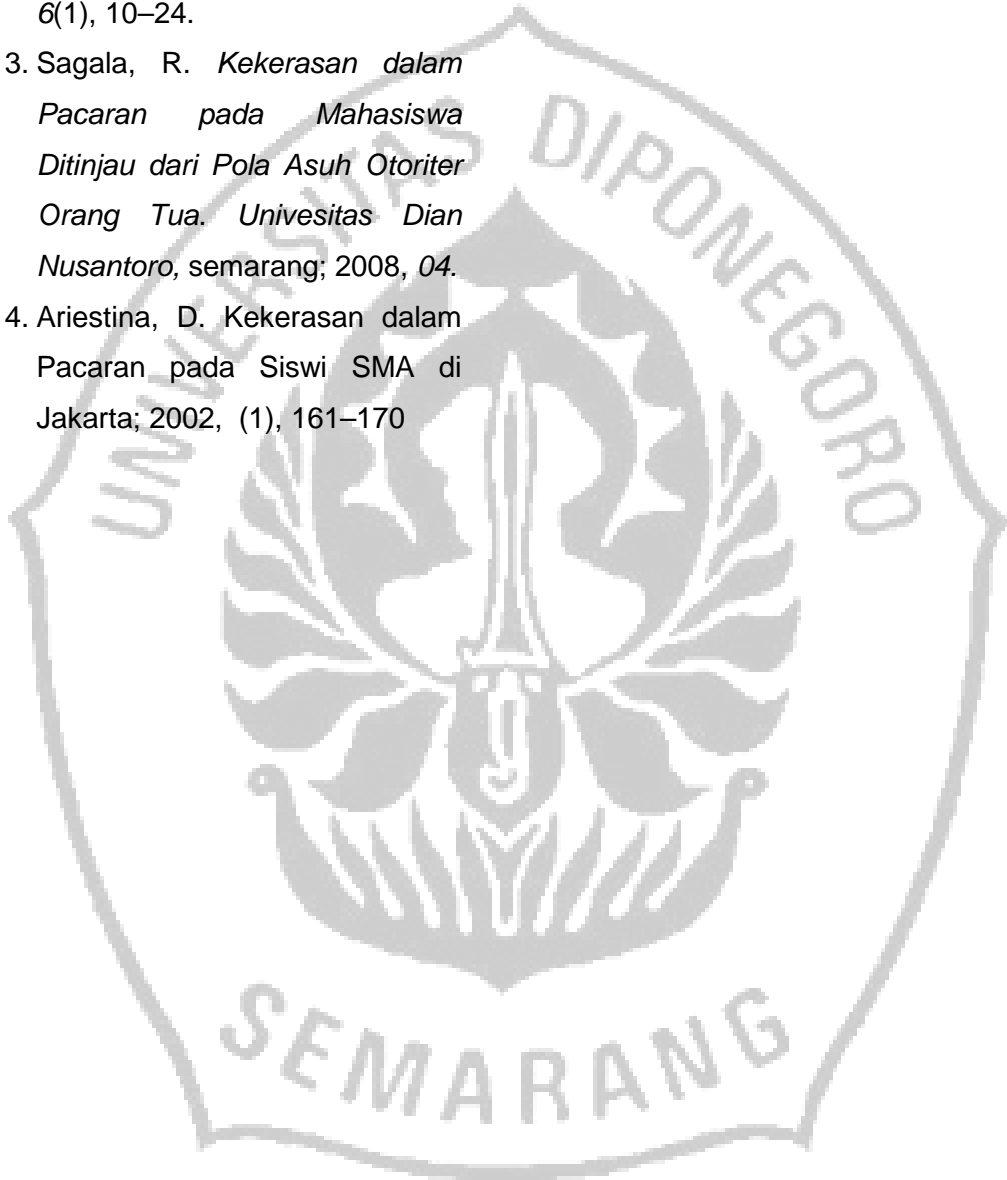 6(1), 10–24.
3. Sagala, R. Kekerasan dalam
Pacaran pada Mahasiswa
Ditinjau dari Pola Asuh Otoriter
Orang Tua. Univesitas Dian
Nusantoro, semarang; 2008, 04.
4. Ariestina, D. Kekerasan dalam
Pacaran pada Siswi SMA di
Jakarta; 2002, (1), 161–170
UNIVERSITAS DIPONEGORO
SEMARANG